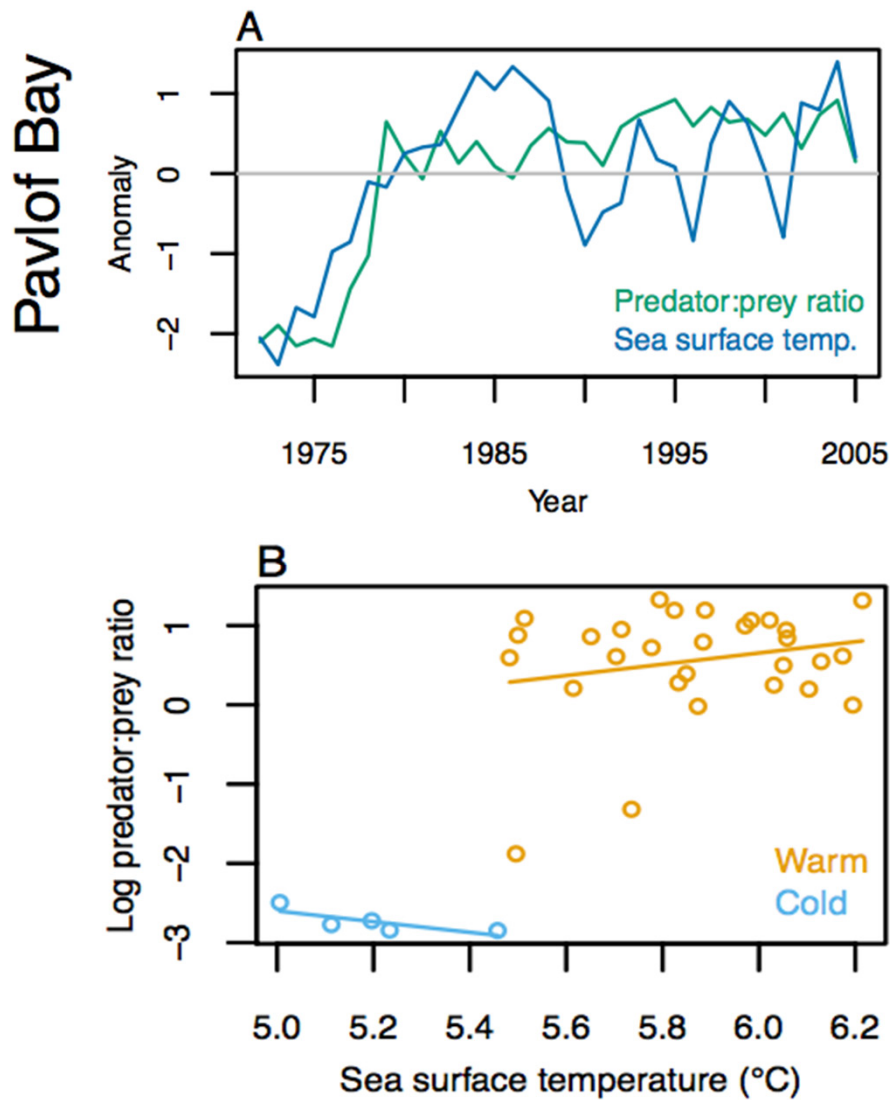 Pavlof Bay
A
Anomaly
1
0
−1
−2
Predator:prey ratio
Sea surface temp.
1975 1985 1995 2005
Year
B
Log predator:prey ratio
1
0
−1
−2
−3
Warm
Cold
5.0 5.2 5.4 5.6 5.8 6.0 6.2
Sea surface temperature (°C)